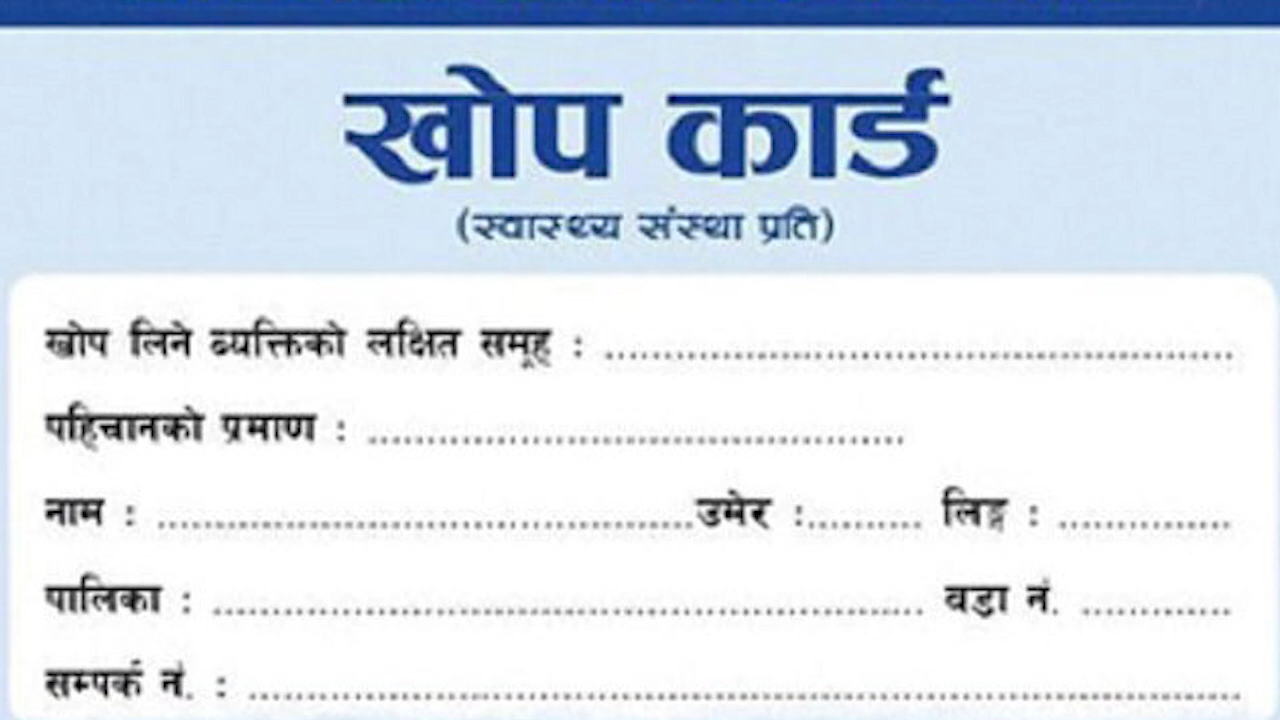 खोप कार्ड
(स्वास्थ्य संस्था प्रति)
खोप लिने व्यक्तिको लक्षित समूह : ........................................................
पहिचानको प्रमाण : ................................................
नाम : ................................................उमेर :.......... लिङ्ग : ...............
पालिका : ............................................................... वडा नं. .............
सम्पर्क नं. : ........................................................................................